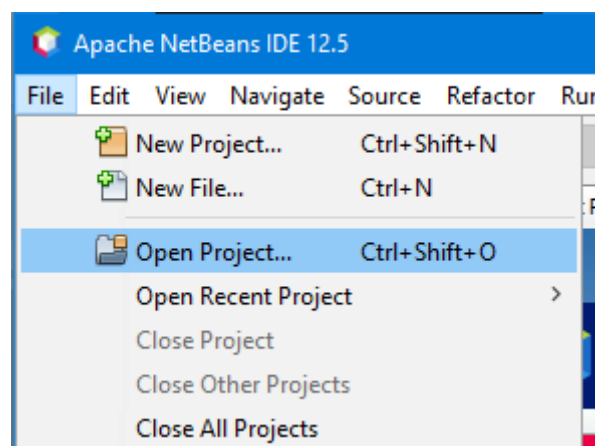 Apache NetBeans IDE 12.5
File Edit View Navigate Source Refactor
New Project... Ctrl+Shift+N
New File... Ctrl+N
Open Project... Ctrl+Shift+O
Open Recent Project
Close Project
Close Other Projects
Close All Projects